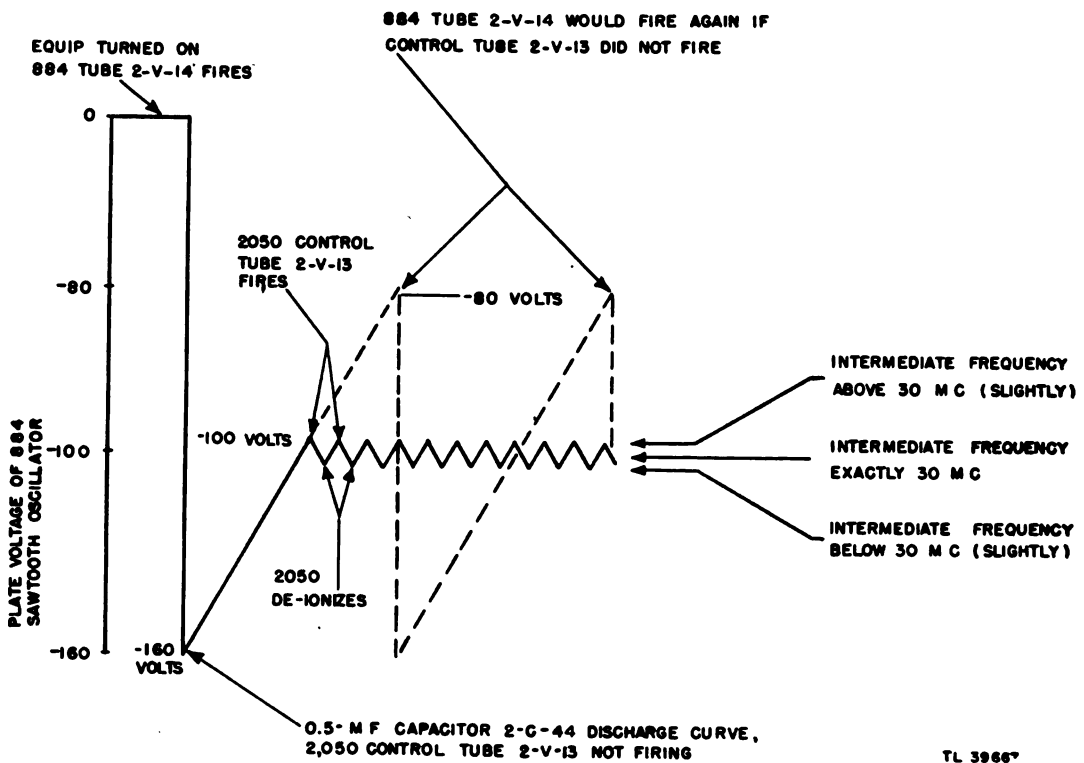 884 TUBE 2-V-14 WOULD FIRE AGAIN IF
CONTROL TUBE 2-V-13 DID NOT FIRE
EQUIP TURNED ON
884 TUBE 2-V-14 FIRES
0
2050 CONTROL
TUBE 2-V-13
FIRES
-80
-80 VOLTS
INTERMEDIATE FREQUENCY
ABOVE 30 MC (SLIGHTLY)
-100 VOLTS
-100
INTERMEDIATE FREQUENCY
EXACTLY 30 MC
PLATE VOLTAGE OF 884
SAWTOOTH OSCILLATOR
INTERMEDIATE FREQUENCY
BELOW 30 MC (SLIGHTLY)
2050
DE-IONIZES
-160
-160
VOLTS
0.5-MF CAPACITOR 2-C-44 DISCHARGE CURVE,
2,050 CONTROL TUBE 2-V-13 NOT FIRING